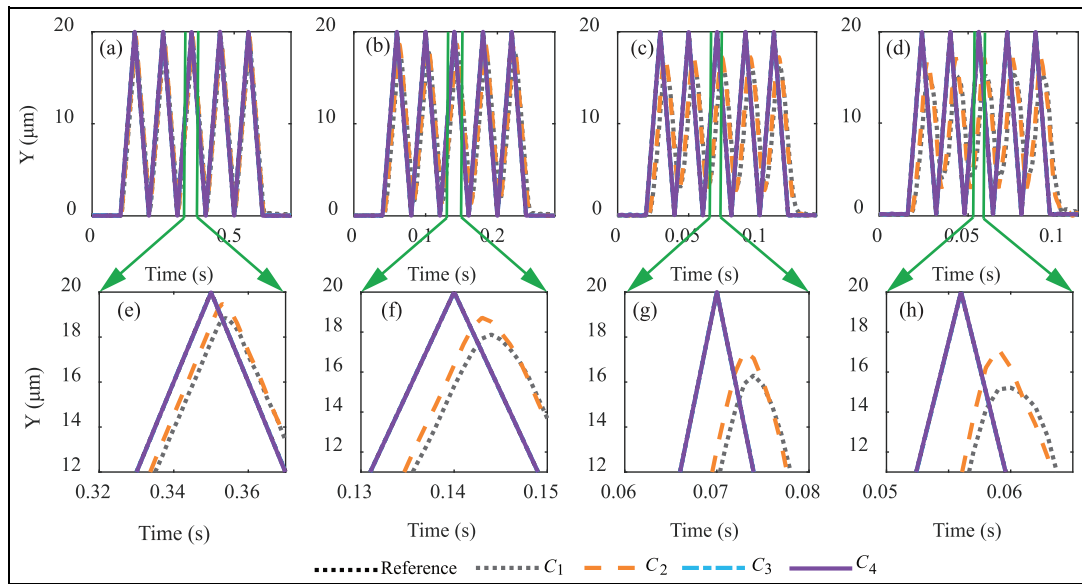 20 20 20 20
(a) (b) (c) (d)
Y (μm)
10 10 10 10
0 0 0 0
0 0.5 0 0.1 0.2 0 0.05 0.1 0 0.05 0.1
Time (s) Time (s) Time (s) Time (s)
20 20 20 20
(e) (f) (g) (h)
18 18 18 18
Y (μm)
16 16 16 16
14 14 14 14
12 12 12 12
0.32 0.34 0.36 0.13 0.14 0.15 0.06 0.07 0.08 0.05 0.06
Time (s) Time (s) Time (s) Time (s)
Reference C1 C2 C3 C4